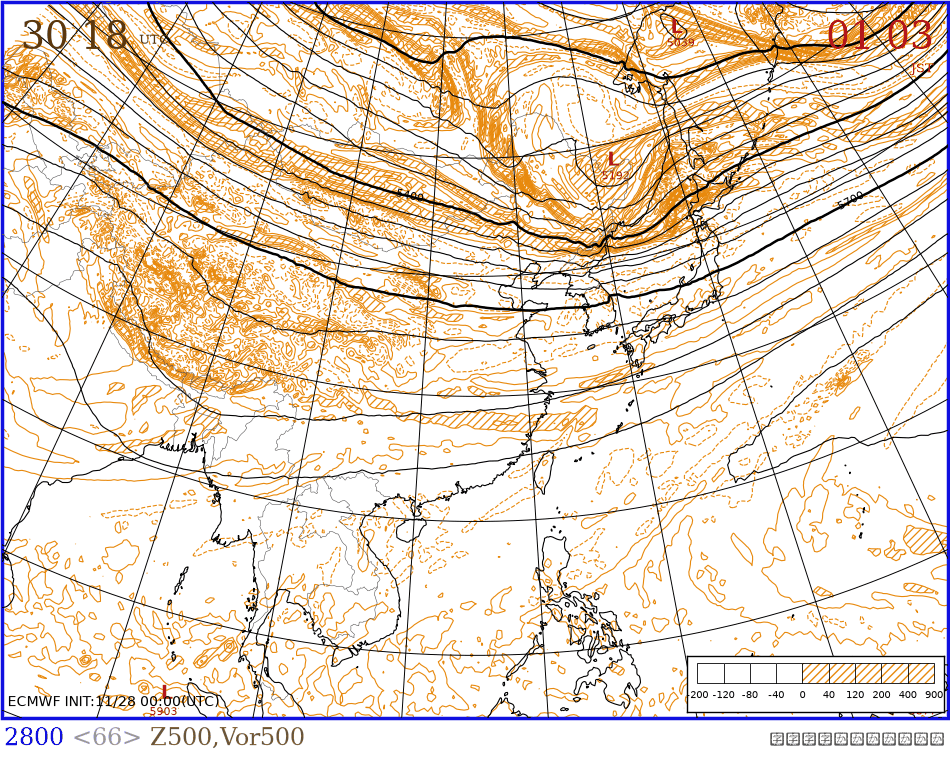 30 18 UTC
01 03
JST
L
5039
L
5192
5400
5700
L
5903
ECMWF INIT:11/28 00:00(UTC)
-200 -120 -80 -40 0 40 120 200 400 900
2800 <66> Z500,Vor500